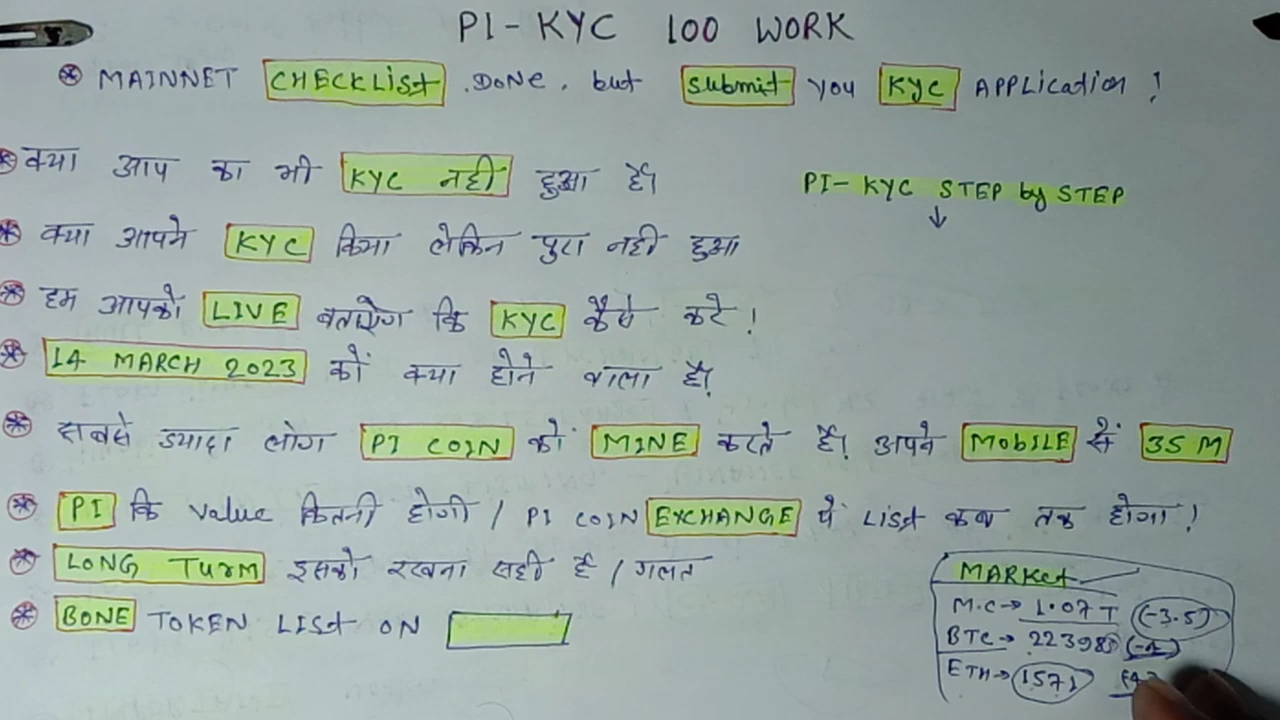 PI-KYC 100 WORK
MAINNET CHECKLIST .DONE. but Submit you Kyc APPLication !
क्या आप का भी KYC नही हुआ है।
PI-KYC STEP by STEP
क्या आपने KYC किया लेकिन पुरा नही हुआ
हम आपको LIVE बताऐंगे कि KYC कैसे करे !
14 MARCH 2023 कों क्या होने वाला है।
सबसे ज्यादा लोग PI COIN कों MINE करते है। अपने MOBILE सें 35 M
PI कि Value कितनी होगी / PI COIN EXCHANGE पे List कब तक होगा !
LONG TURM इसको रखना सही है / गलत
BONE TOKEN LISt ON
MARKet
M.C→ 1.07 T (-3.5)
BTC→ 22398
ETH→ 1571